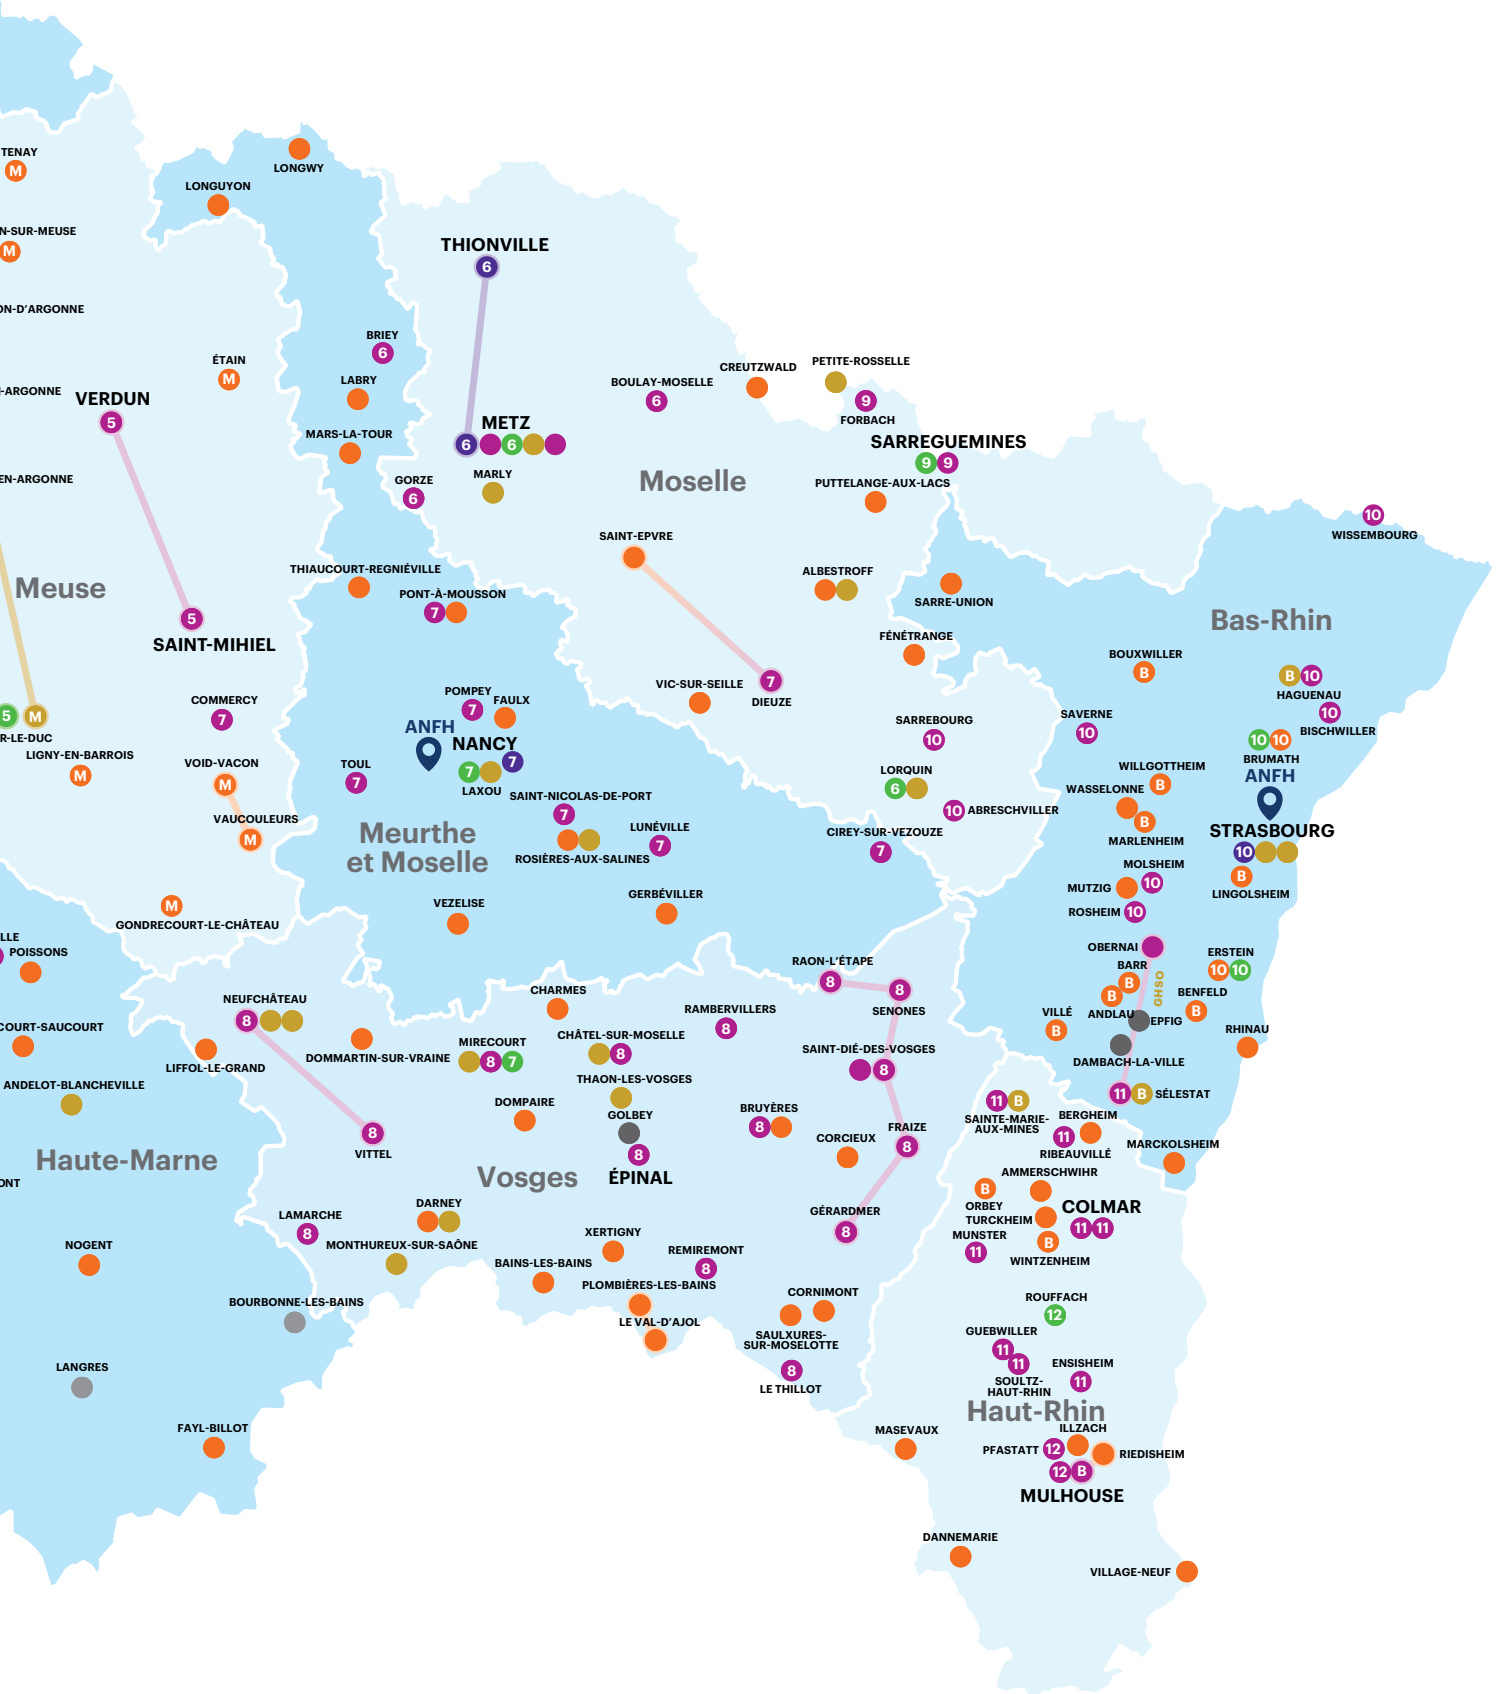 TENAY
M
LONGWY
LONGUYON
N-SUR-MEUSE
M
THIONVILLE
6
ON-D'ARGONNE
BRIEY
6
ÉTAIN
M
LABRY
CREUTZWALD
PETITE-ROSSELLE
BOULAY-MOSELLE
6
9
FORBACH
-ARGONNE
VERDUN
5
METZ
6 6
MARS-LA-TOUR
SARREGUEMINES
9 9
EN-ARGONNE
GORZE
6
MARLY
Moselle
PUTTELANGE-AUX-LACS
10
WISSEMBOURG
SAINT-EPVRE
THIAUCOURT-REGNIÉVILLE
ALBESTROFF
Meuse
PONT-À-MOUSSON
7
SARRE-UNION
5
SAINT-MIHIEL
Bas-Rhin
FÉNÉTRANGE
BOUXWILLER
B
B 10
HAGUENAU
10
BISCHWILLER
VIC-SUR-SEILLE
7
DIEUZE
COMMERCY
7
POMPEY
7
FAULX
5 M
R-LE-DUC
ANFH
NANCY
7
7
LAXOU
SARREBOURG
10
SAVERNE
10
10 10
BRUMATH
LIGNY-EN-BARROIS
M
VOID-VACON
M
TOUL
7
LORQUIN
6
WILLGOTTHEIM
B
ANFH
WASSELONNE
B
MARLENHEIM
SAINT-NICOLAS-DE-PORT
7
10 ABRESCHVILLER
VAUCOULEURS
M
Meurthe
et Moselle
ROSIÈRES-AUX-SALINES
LUNÉVILLE
7
CIREY-SUR-VEZOUZE
7
STRASBOURG
10
B
LINGOLSHEIM
MOLSHEIM
10
MUTZIG
ROSHEIM 10
M
GONDRECOURT-LE-CHÂTEAU
VEZELISE
GERBÉVILLER
LLE
POISSONS
OBERNAI
BARR
B
B
ANDLAU
GHSO
ERSTEIN
10 10
BENFELD
B
RAON-L'ÉTAPE
8
8
SENONES
NEUFCHÂTEAU
8
CHARMES
RAMBERVILLERS
8
VILLÉ
B
EPFIG
RHINAU
COURT-SAUCOURT
LIFFOL-LE-GRAND
DOMMARTIN-SUR-VRAINE
MIRECOURT
8 7
CHÂTEL-SUR-MOSELLE
8
SAINT-DIÉ-DES-VOSGES
8
DAMBACH-LA-VILLE
11 B SÉLESTAT
ANDELOT-BLANCHEVILLE
THAON-LES-VOSGES
DOMPAIRE
GOLBEY
8
ÉPINAL
BRUYÈRES
8
FRAIZE
8
CORCIEUX
11 B
SAINTE-MARIE-
AUX-MINES
BERGHEIM
11
RIBEAUVILLÉ
MARCKOLSHEIM
Haute-Marne
8
VITTEL
Vosges
ONT
AMMERSCHWIHR
B
ORBEY
COLMAR
11 11
TURCKHEIM
MUNSTER
11
B
WINTZENHEIM
LAMARCHE
8
DARNEY
MONTHUREUX-SUR-SAÔNE
GÉRARDMER
8
NOGENT
XERTIGNY
BAINS-LES-BAINS
REMIREMONT
8
PLOMBIÈRES-LES-BAINS
LE VAL-D'AJOL
BOURBONNE-LES-BAINS
CORNIMONT
SAULXURES-
SUR-MOSELOTTE
8
LE THILLOT
ROUFFACH
12
GUEBWILLER
11
11
SOULTZ-
HAUT-RHIN
ENSISHEIM
11
LANGRES
Haut-Rhin
FAYL-BILLOT
MASEVAUX
ILLZACH
PFASTATT 12
RIEDISHEIM
12 B
MULHOUSE
DANNEMARIE
VILLAGE-NEUF